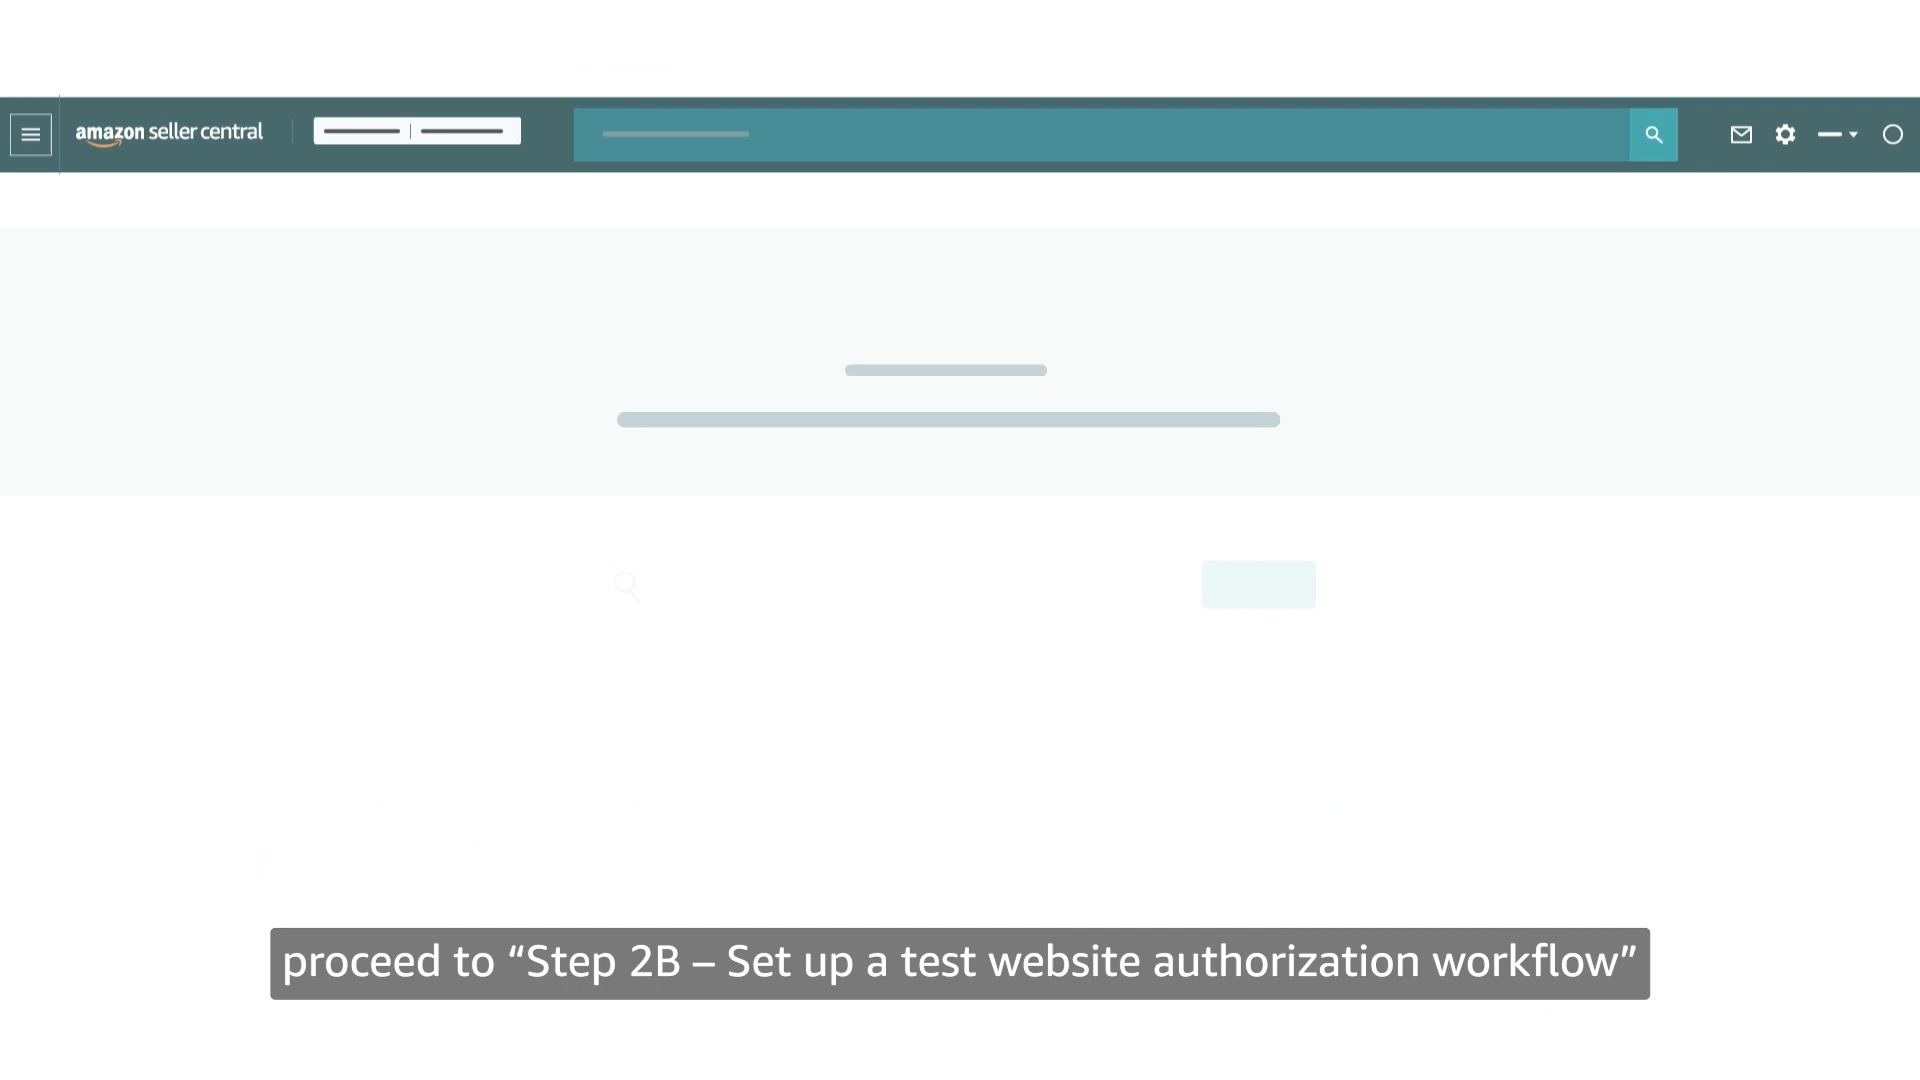 amazon seller central
proceed to “Step 2B – Set up a test website authorization workflow”